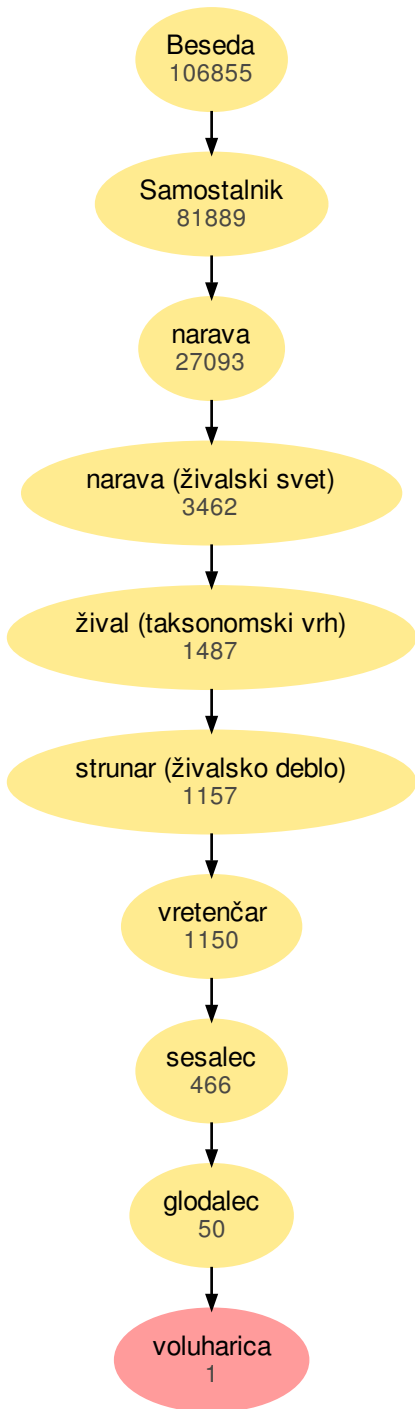 Beseda
106855
Samostalnik
81889
narava
27093
narava (živalski svet)
3462
žival (taksonomski vrh)
1487
strunar (živalsko deblo)
1157
vretenčar
1150
sesalec
466
glodalec
50
voluharica
1